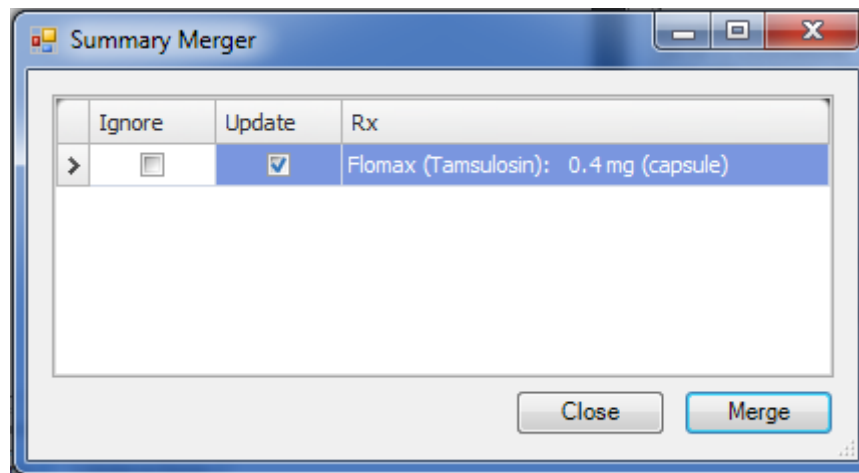 Summary Merger
Ignore Update Rx
Flomax (Tamsulosin): 0.4 mg (capsule)
Close Merge